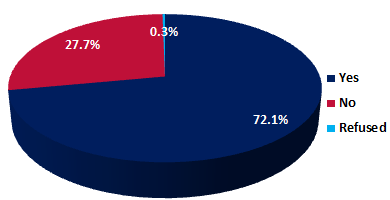 0.3%
27.7%
72.1%
Yes
No
Refused